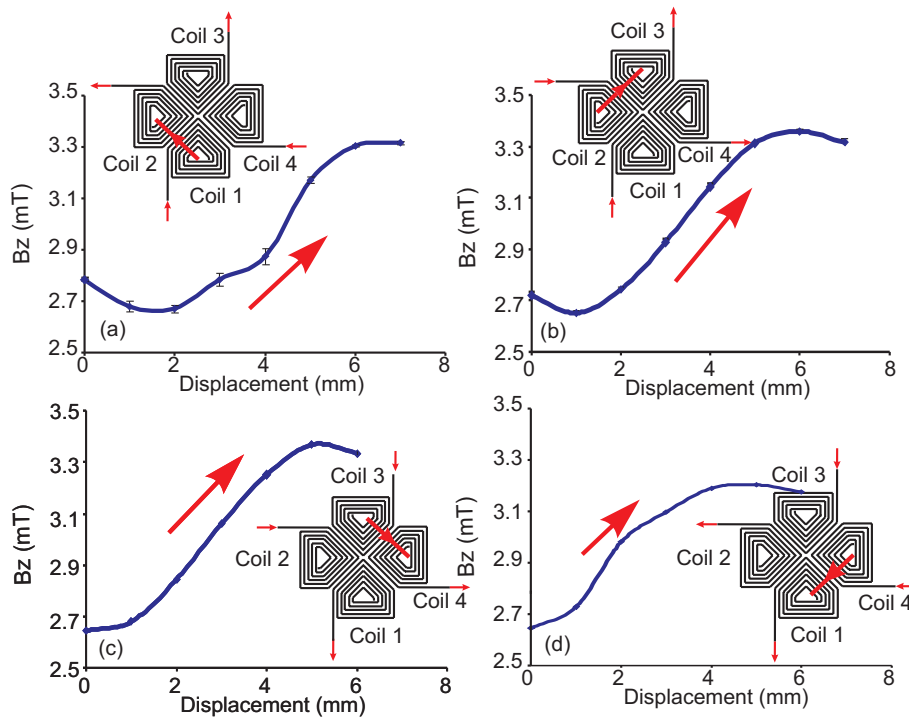 Coil 3
Coil 2
Coil 4
Coil 1
3.5
3.3
3.1
2.9
2.7
2.5
Bz (mT)
(a)
0 2 4 6 8
Displacement (mm)
Coil 3
Coil 2
Coil 4
Coil 1
3.5
3.3
3.1
2.9
2.7
2.5
Bz (mT)
(b)
0 2 4 6 8
Displacement (mm)
3.5
3.3
3.1
2.9
2.7
2.5
Bz (mT)
Coil 3
Coil 2
Coil 4
Coil 1
(c)
0 2 4 6 8
Displacement (mm)
3.5
3.3
3.1
2.9
2.7
2.5
Bz (mT)
Coil 3
Coil 2
Coil 4
Coil 1
(d)
0 2 4 6 8
Displacement (mm)